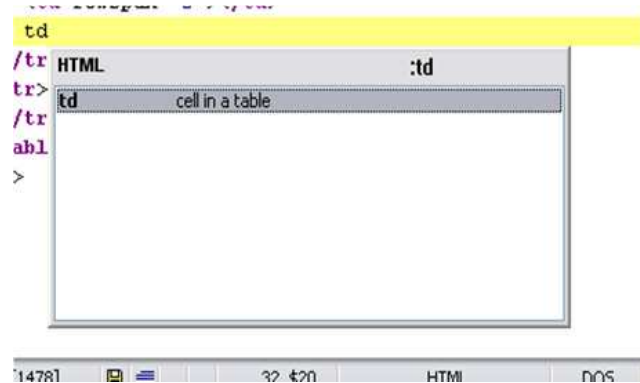 td
/tr HTML :td
tr> td cell in a table
/tr
abl
>
[1478] 32 $20 HTML DOS